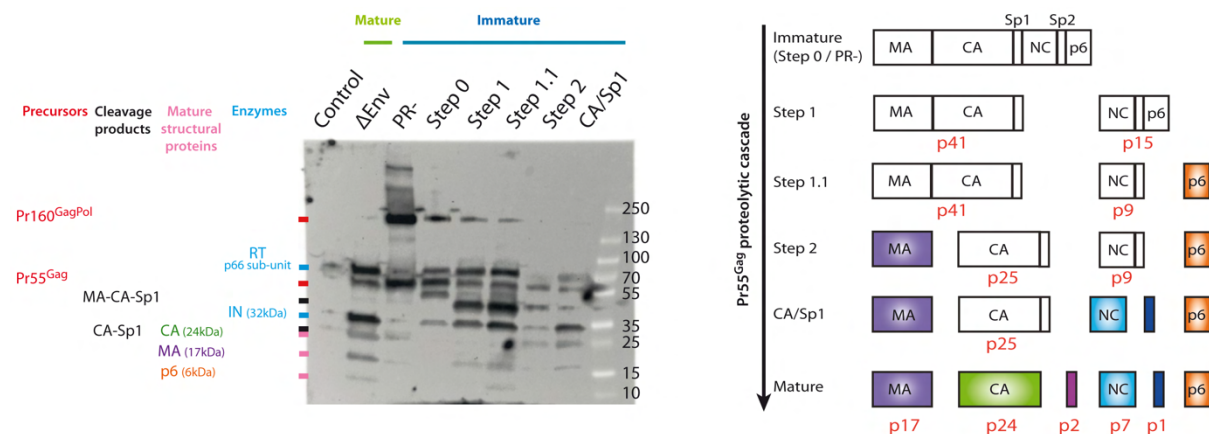 Mature Immature
Control ΔEnv PR- Step 0 Step 1 Step 1.1 Step 2 CA/Sp1
Precursors Cleavage products Mature structural proteins Enzymes
Pr160GagPol
RT
p66 sub-unit
Pr55Gag
MA-CA-Sp1
IN (32kDa)
CA-Sp1 CA (24kDa)
MA (17kDa)
p6 (6kDa)
250
130
100
70
55
35
25
15
10
Pr55Gag proteolytic cascade
Sp1 Sp2
Immature
(Step 0 / PR-)
MA CA NC p6
Step 1
MA CA NC p6
p41 p15
Step 1.1
MA CA NC p6
p41 p9
Step 2
MA CA NC p6
p25 p9
CA/Sp1
MA CA NC p6
p25
Mature
MA CA NC p6
p17 p24 p2 p7 p1